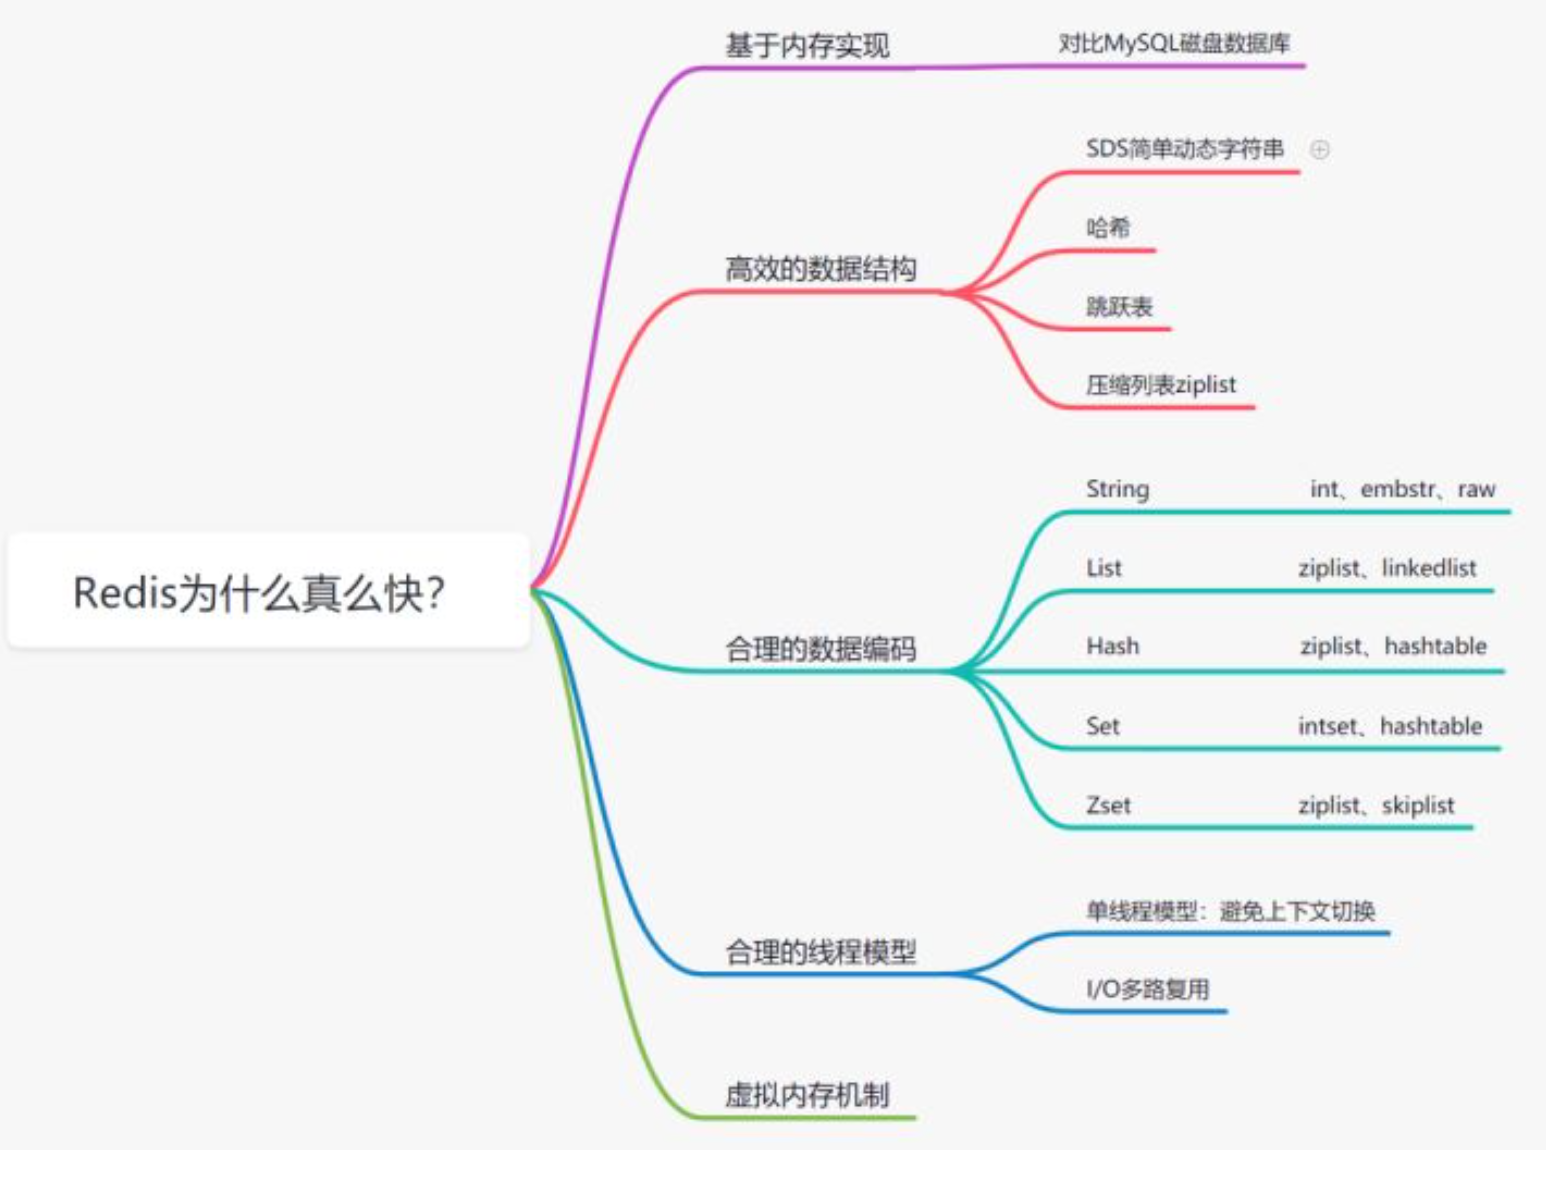 基于内存实现
对比MySQL磁盘数据库
高效的数据结构
SDS简单动态字符串
哈希
跳跃表
压缩列表ziplist
Redis为什么真么快?
合理的数据编码
String int、embstr、raw
List ziplist、linkedlist
Hash ziplist、hashtable
Set intset、hashtable
Zset ziplist、skiplist
合理的线程模型
单线程模型：避免上下文切换
I/O多路复用
虚拟内存机制